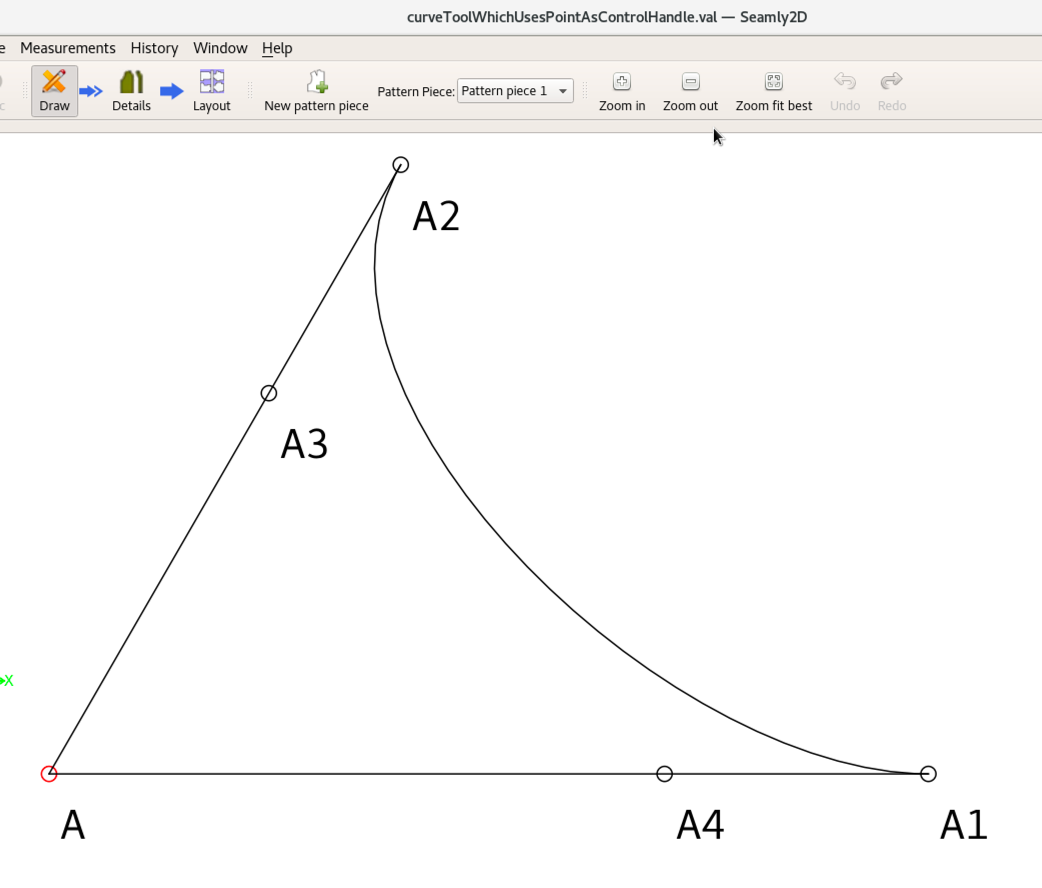 curveToolWhichUsesPointAsControlHandle.val — Seamly2D
e Measurements History Window Help
c Draw Details Layout New pattern piece Pattern Piece: Pattern piece 1 Zoom in Zoom out Zoom fit best Undo Redo
A2
A3
X
A A4 A1